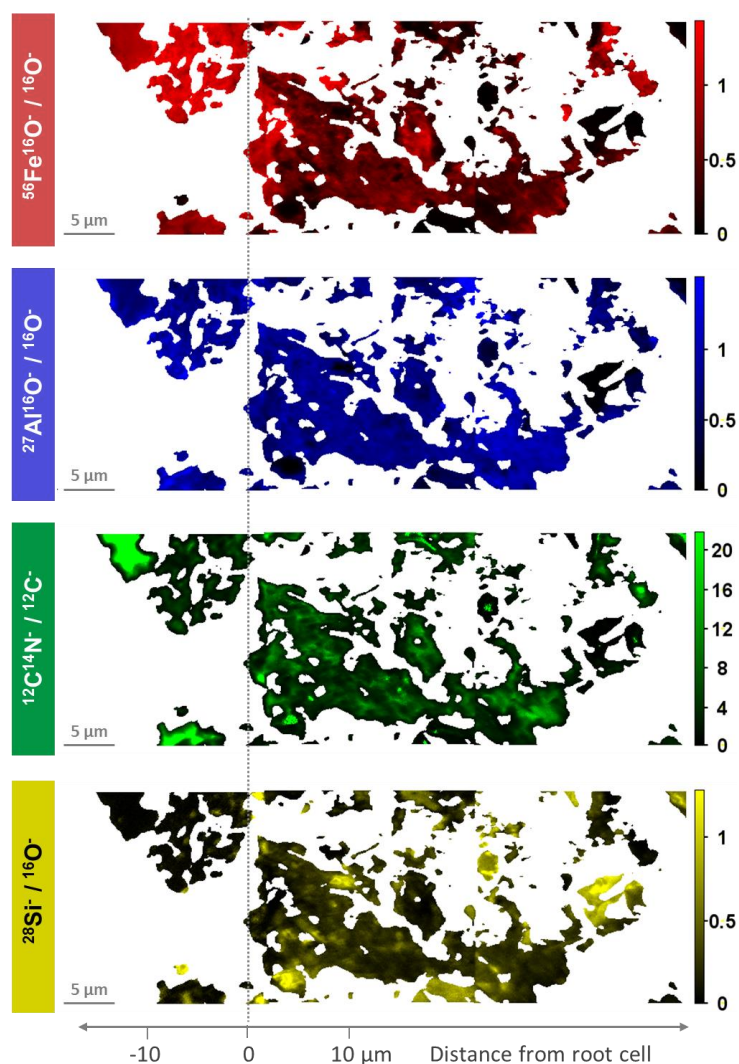 ⁵⁶Fe¹⁶O⁻ / ¹⁶O⁻
1
0.5
0
5 µm
²⁷Al¹⁶O⁻ / ¹⁶O⁻
1
0.5
0
5 µm
¹²C¹⁴N⁻ / ¹²C⁻
20
16
12
8
4
0
5 µm
²⁸Si⁻ / ¹⁶O⁻
1
0.5
0
5 µm
-10 0 10 µm Distance from root cell